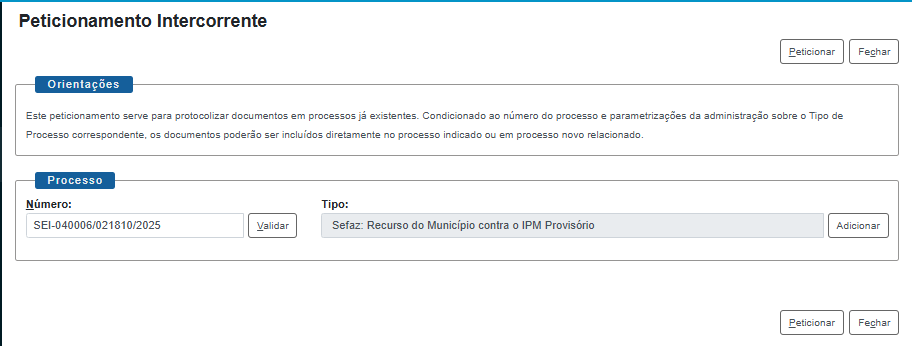 Peticionamento Intercorrente
Peticionar Fechar
Orientações
Este peticionamento serve para protocolizar documentos em processos já existentes. Condicionado ao número do processo e parametrizações da administração sobre o Tipo de
Processo correspondente, os documentos poderão ser incluídos diretamente no processo indicado ou em processo novo relacionado.
Processo
Número: Tipo:
SEI-040006/021810/2025 Validar Sefaz: Recurso do Município contra o IPM Provisório Adicionar
Peticionar Fechar